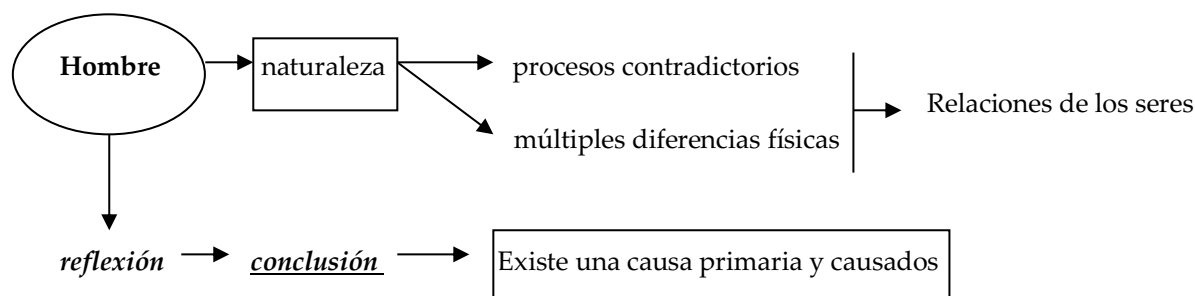 Hombre
naturaleza
procesos contradictorios
múltiples diferencias físicas
Relaciones de los seres
reflexión
conclusión
Existe una causa primaria y causados